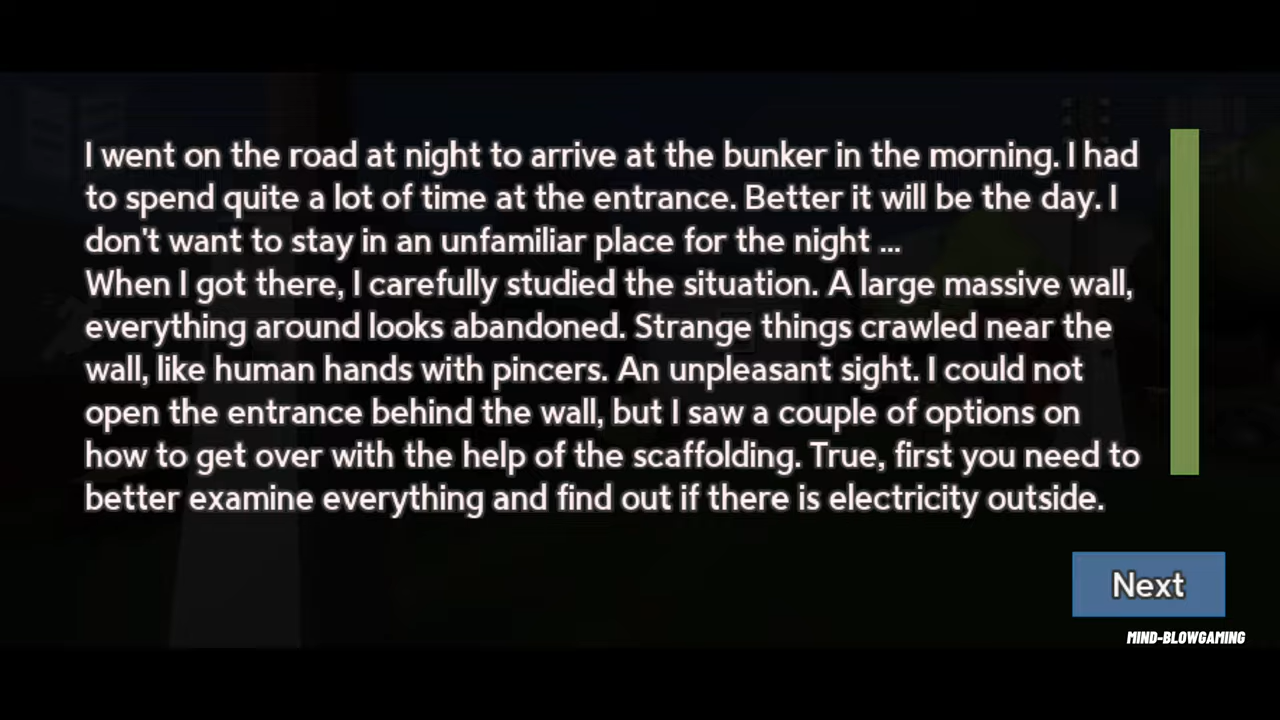 I went on the road at night to arrive at the bunker in the morning. I had
to spend quite a lot of time at the entrance. Better it will be the day. I
don't want to stay in an unfamiliar place for the night ...
When I got there, I carefully studied the situation. A large massive wall,
everything around looks abandoned. Strange things crawled near the
wall, like human hands with pincers. An unpleasant sight. I could not
open the entrance behind the wall, but I saw a couple of options on
how to get over with the help of the scaffolding. True, first you need to
better examine everything and find out if there is electricity outside.
Next
MIND-BLOWGAMING